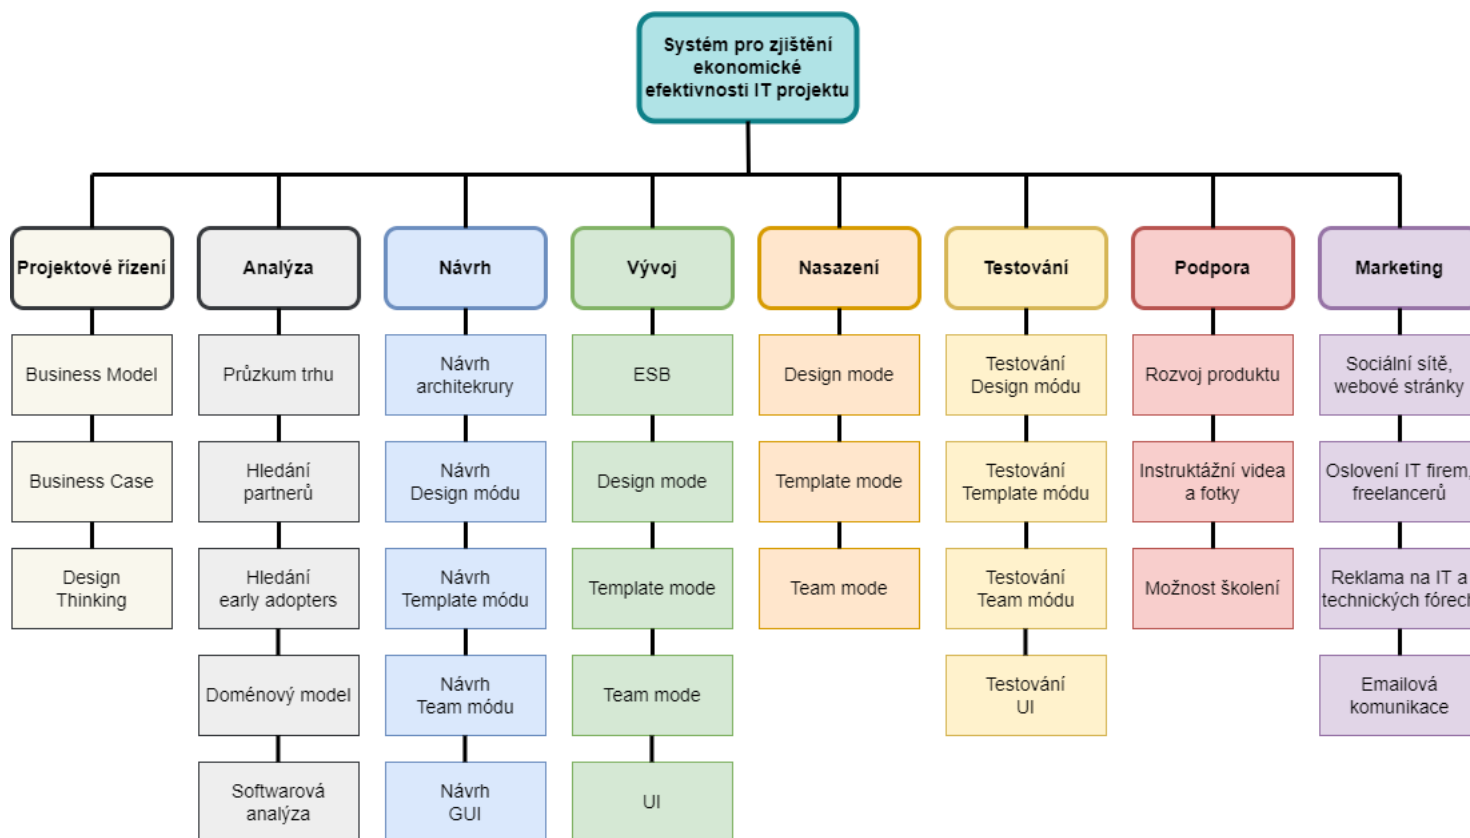 Systém pro zjištění
ekonomické
efektivnosti IT projektu
Projektové řízení
Analýza
Návrh
Vývoj
Nasazení
Testování
Podpora
Marketing
Business Model
Průzkum trhu
Návrh
architekrury
ESB
Design mode
Testování
Design módu
Rozvoj produktu
Sociální sítě,
webové stránky
Business Case
Hledání
partnerů
Návrh
Design módu
Design mode
Template mode
Testování
Template módu
Instruktážní videa
a fotky
Oslovení IT firem,
freelancerů
Design
Thinking
Hledání
early adopters
Návrh
Template módu
Template mode
Team mode
Testování
Team módu
Možnost školení
Reklama na IT a
technických fórech
Doménový model
Návrh
Team módu
Team mode
Testování
UI
Emailová
komunikace
Softwarová
analýza
Návrh
GUI
UI